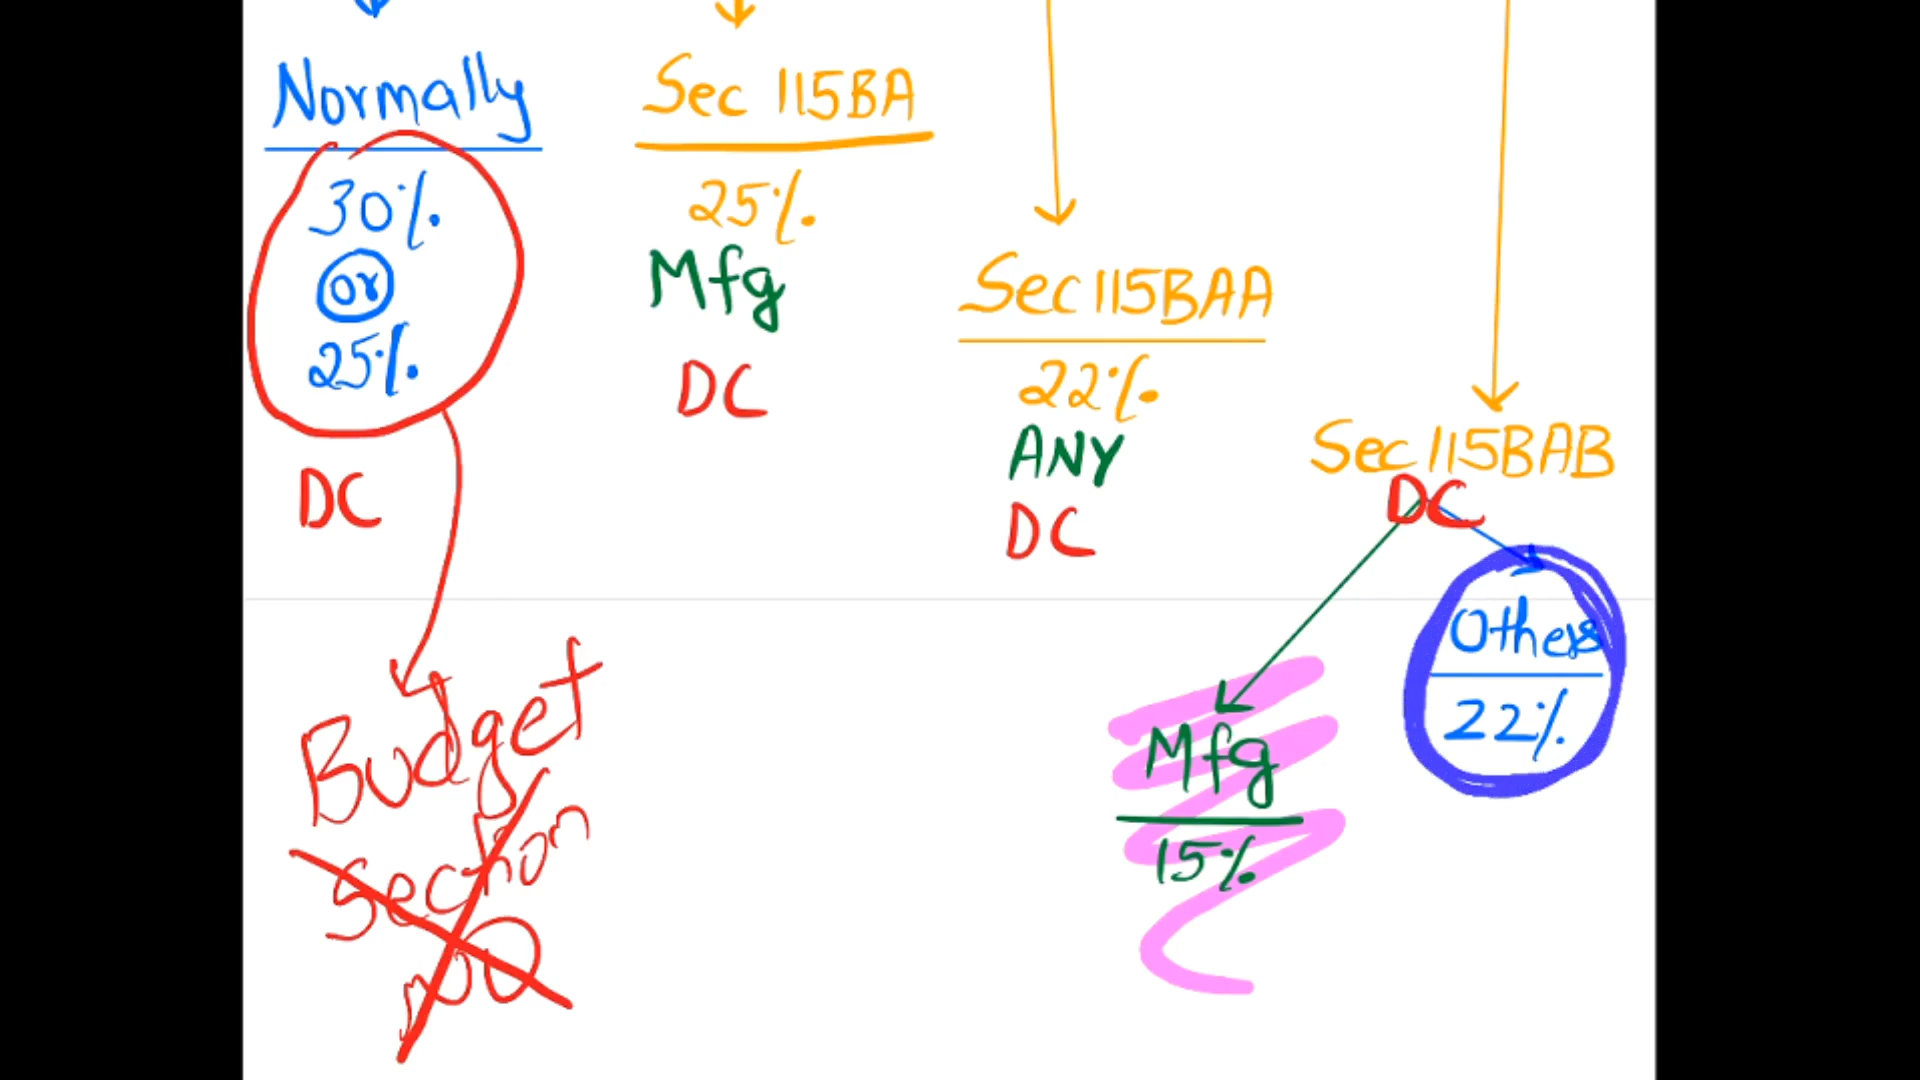 Normally
30%
or
25%
DC
Budget
Section
no
Sec 115BA
25%
Mfg
DC
Sec 115BAA
22%
ANY
DC
Sec 115BAB
DC
Mfg
15%
Others
22%